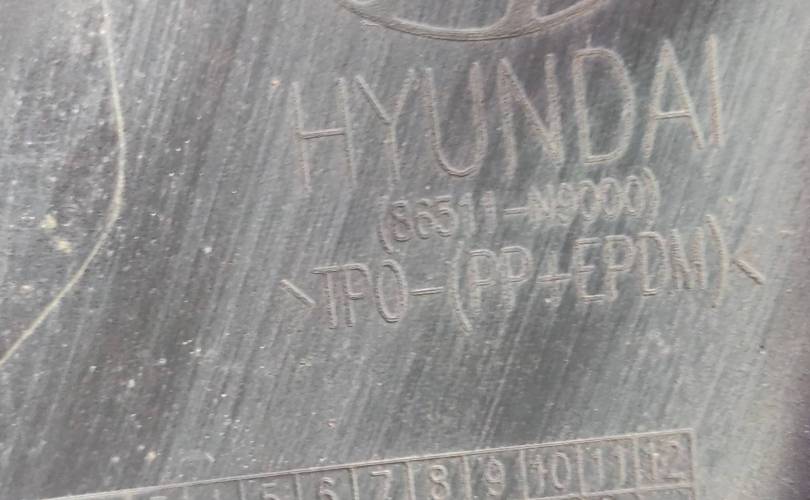 HYUNDAI
(86511-N9000)
>TPO-(PP+EPDM)<
5 6 7 8 9 10 11 12